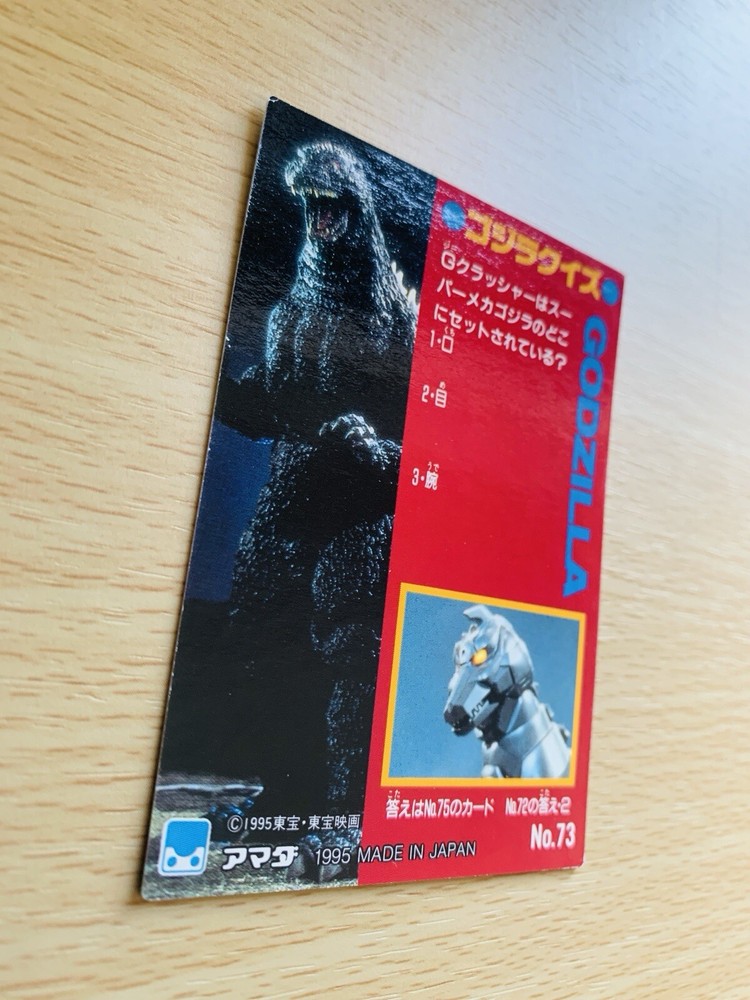 ゴジラクイズ
Gクラッシャーはスー
パーメカゴジラのどこ
にセットされている?
1・口
2・目
3・腕
GODZILLA
答えはNo.75のカード No.72の答え・2
No.73
©1995東宝・東宝映画
アマダ 1995 MADE IN JAPAN